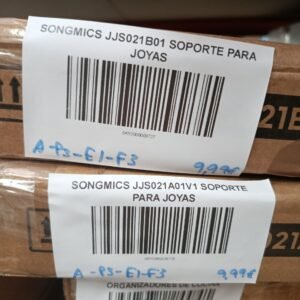 SONGMICS JJS021B01 SOPORTE PARA
JOYAS
A-P3-E1-F3
9,99€
SONGMICS JJS021A01V1 SOPORTE
PARA JOYAS
A-P3-E1-F3
9,99€
ORGANIZADORES DE COCINA